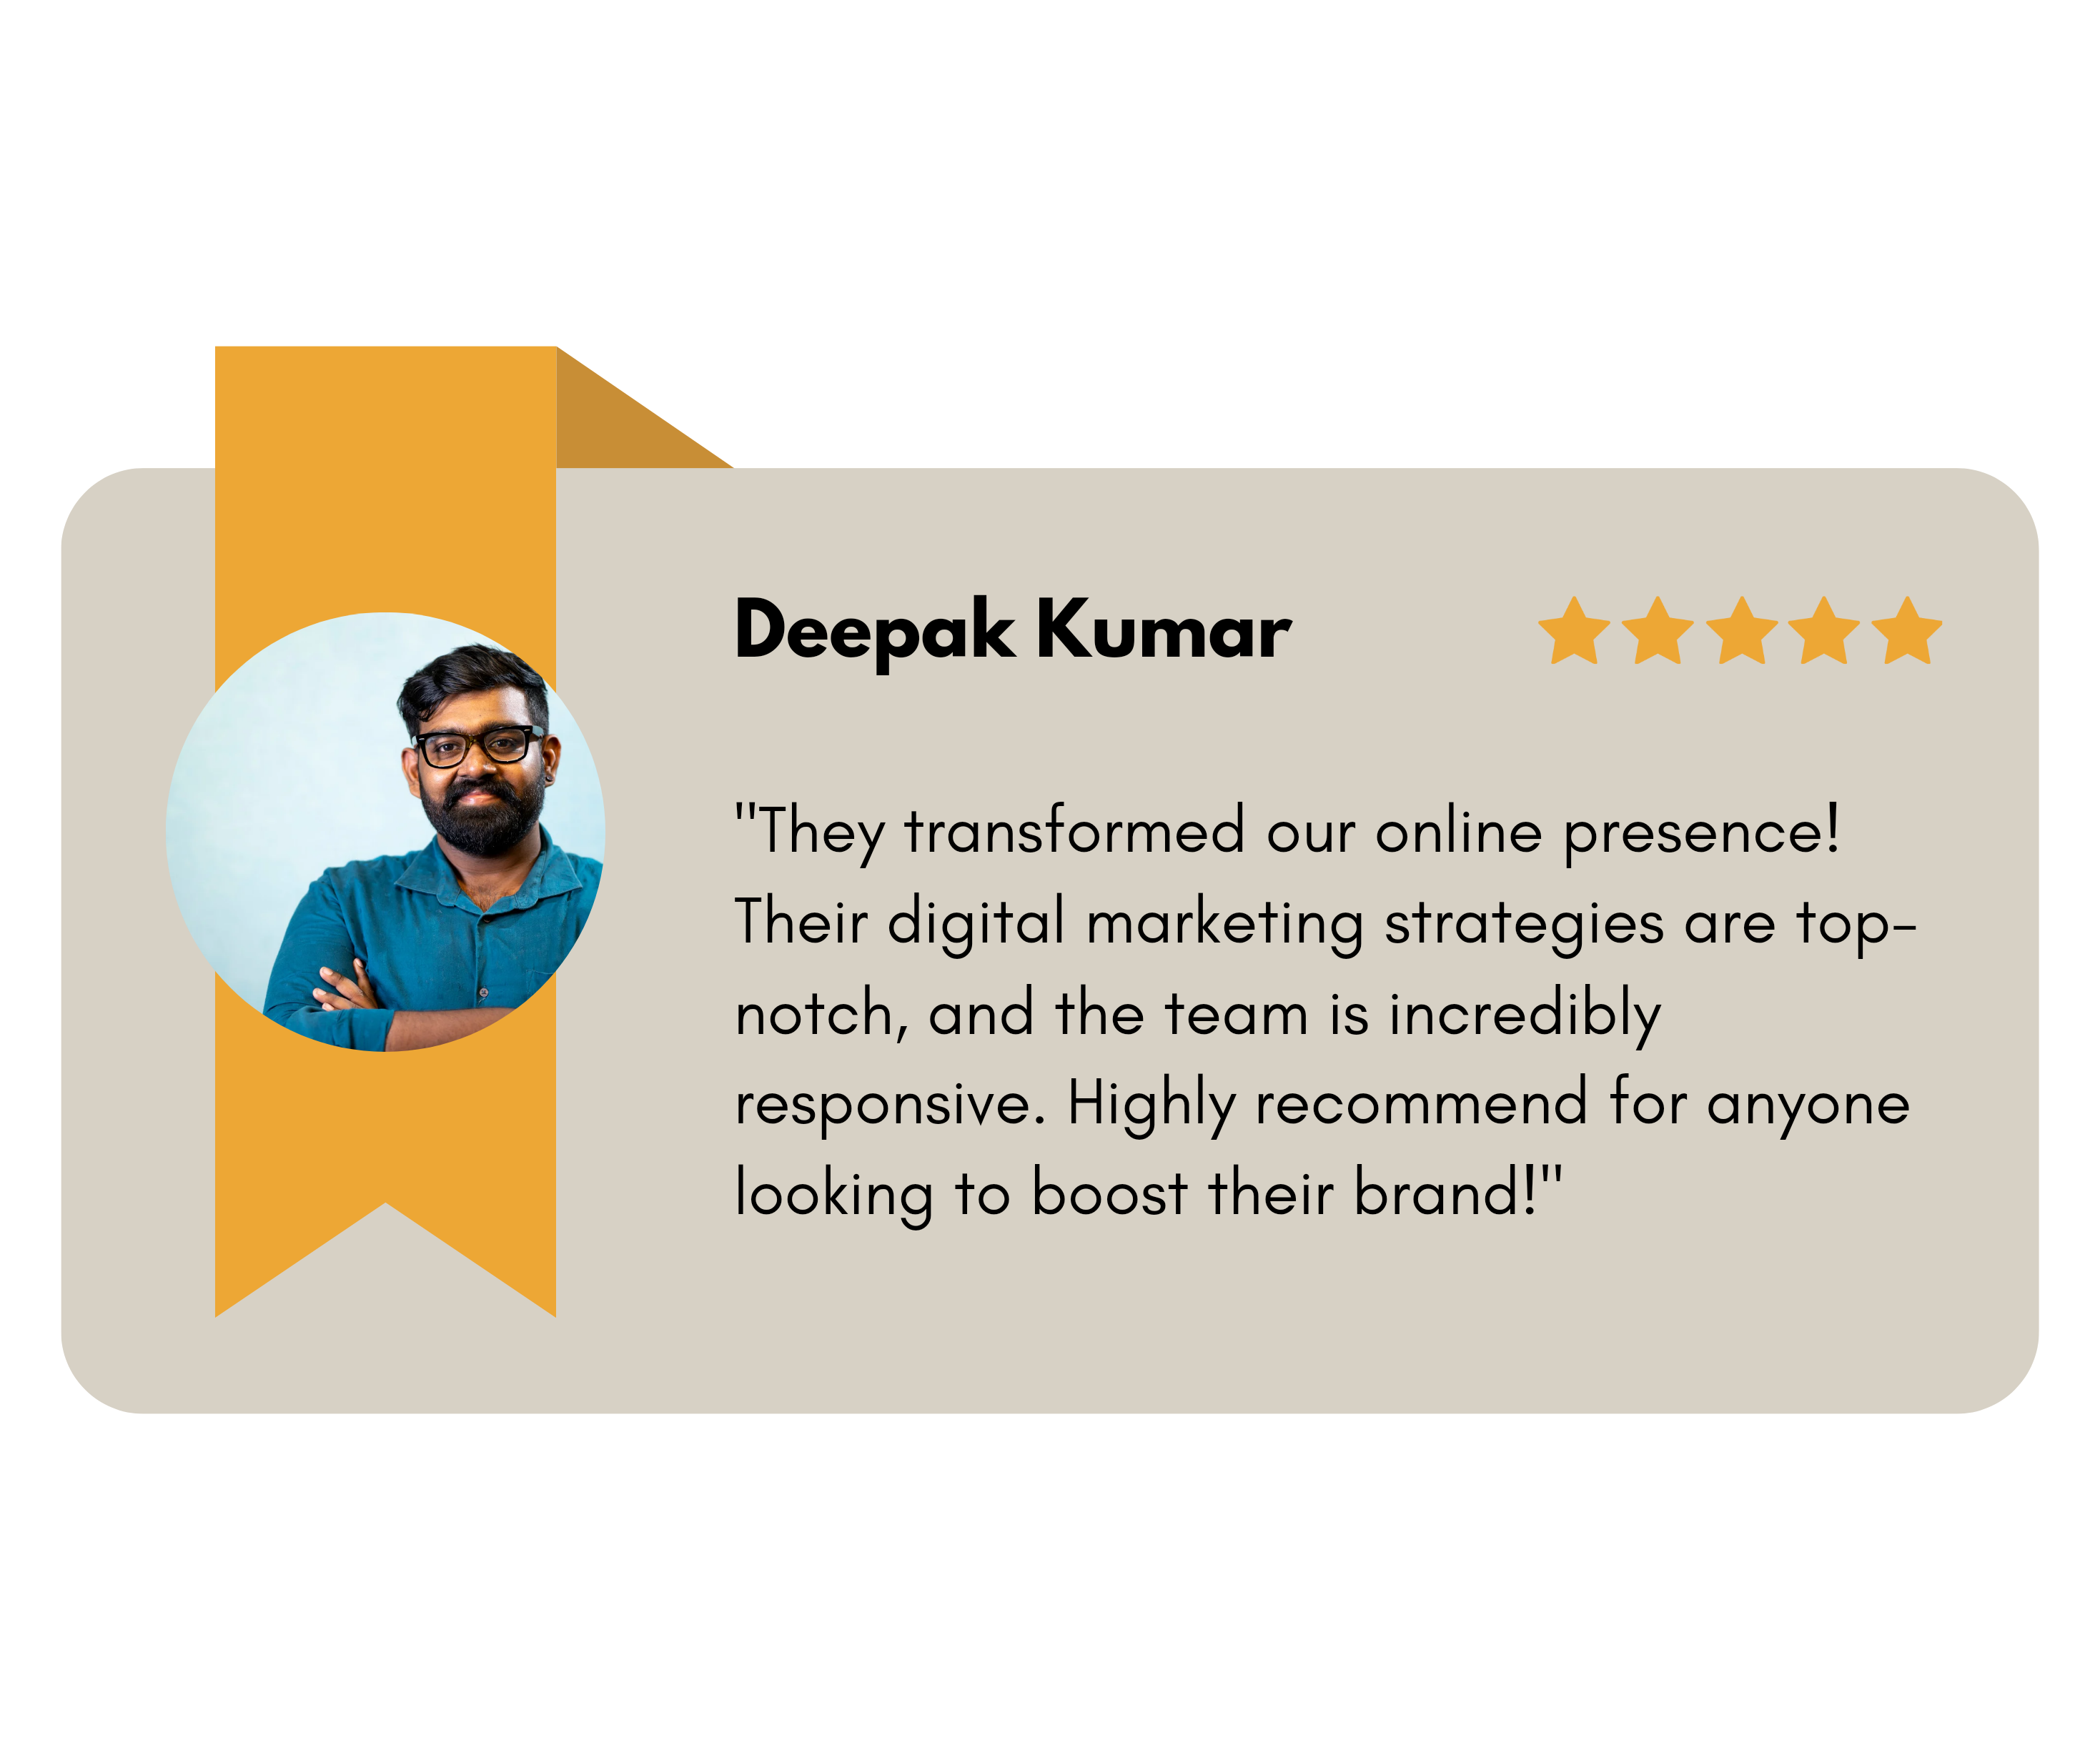 Deepak Kumar
"They transformed our online presence!
Their digital marketing strategies are top-
notch, and the team is incredibly
responsive. Highly recommend for anyone
looking to boost their brand!"